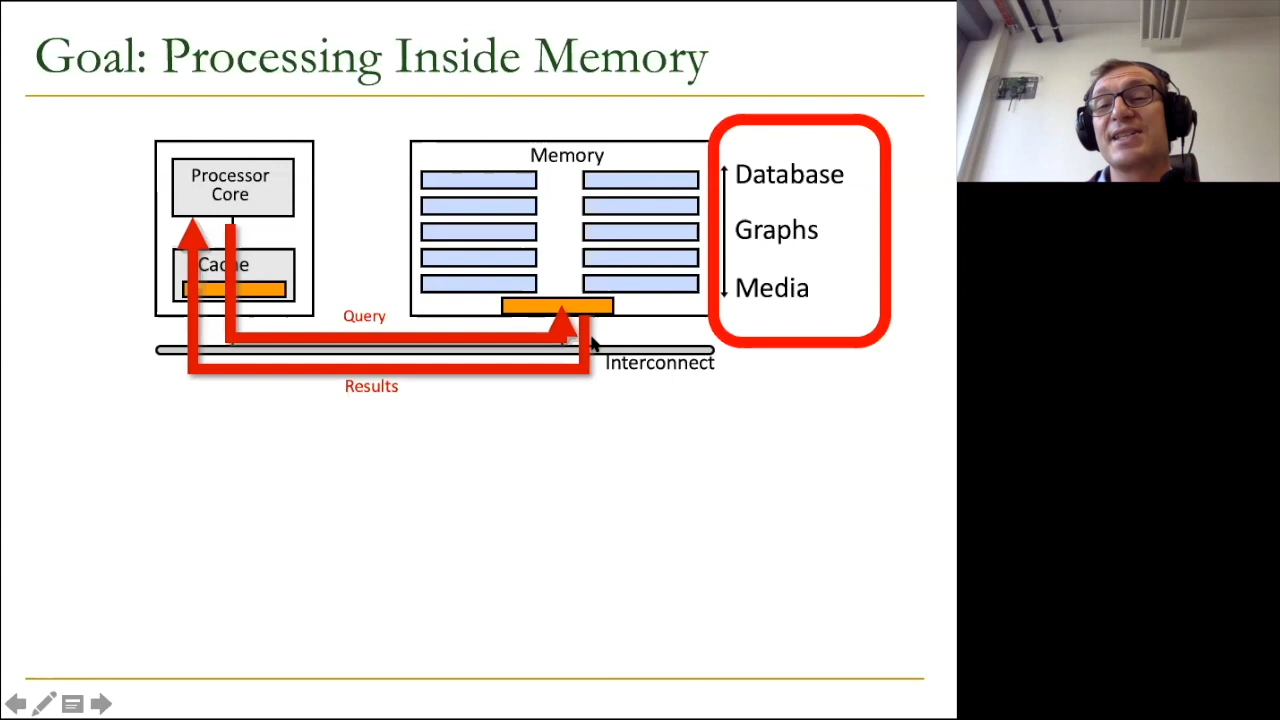 Goal: Processing Inside Memory
Processor
Core
Cache
Memory
Database
Graphs
Media
Query
Interconnect
Results